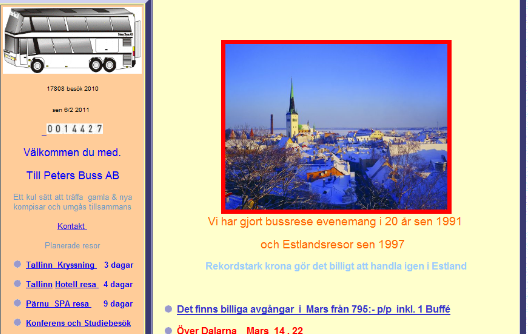 17808 besök 2010
sen 6/2 2011
0014427
Välkommen du med.
Till Peters Buss AB
Ett kul sätt att träffa gamla & nya
kompisar och umgås tillsammans
Kontakt
Planerade resor
Tallinn Kryssning 3 dagar
Tallinn Hotell resa 4 dagar
Pärnu SPA resa 9 dagar
Konferens och Studiebesök
Vi har gjort bussrese evenemang i 20 år sen 1991
och Estlandsresor sen 1997
Rekordstark krona gör det billigt att handla igen i Estland
Det finns billiga avgångar i Mars från 795:- p/p inkl. 1 Buffé
Över Dalarna Mars 14 , 22